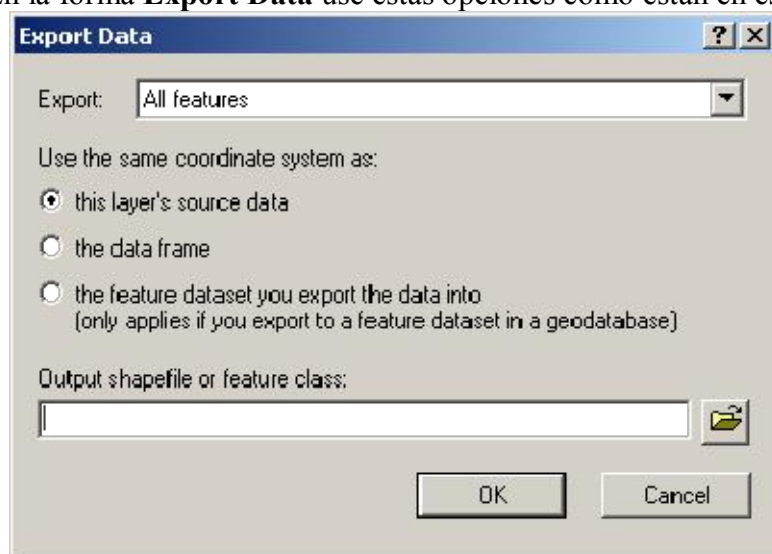 En la forma Export Data use estas opciones como están en es
Export Data
Export: All features
Use the same coordinate system as:
this layer's source data
the data frame
the feature dataset you export the data into
(only applies if you export to a feature dataset in a geodatabase)
Output shapefile or feature class:
OK Cancel